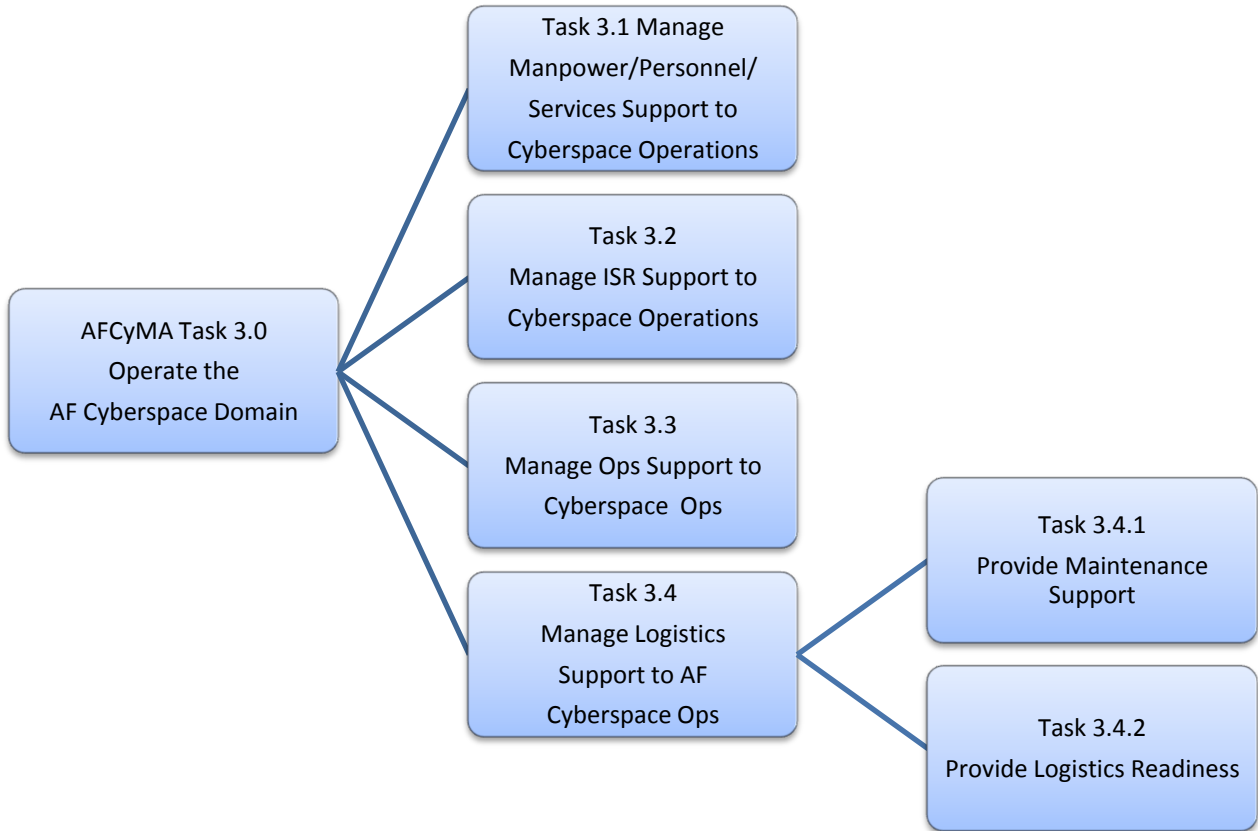 Task 3.1 Manage
Manpower/Personnel/
Services Support to
Cyberspace Operations
Task 3.2
Manage ISR Support to
Cyberspace Operations
AFCyMA Task 3.0
Operate the
AF Cyberspace Domain
Task 3.3
Manage Ops Support to
Cyberspace Ops
Task 3.4
Manage Logistics
Support to AF
Cyberspace Ops
Task 3.4.1
Provide Maintenance
Support
Task 3.4.2
Provide Logistics Readiness